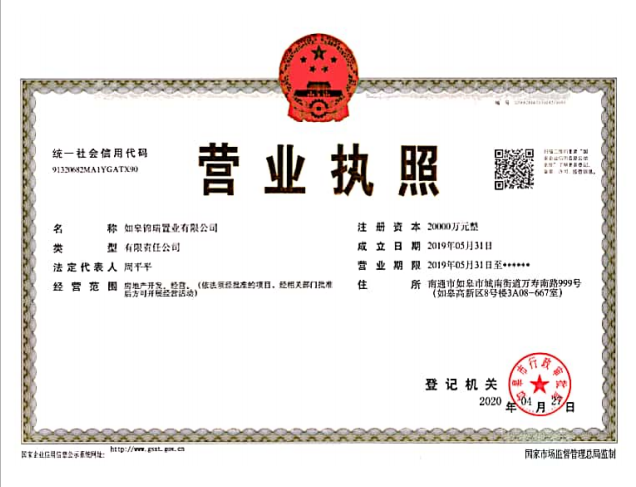 统一社会信用代码
91320682MA1YGATX90
营业执照
名 称 如皋锦瑞置业有限公司
类 型 有限责任公司
法定代表人 周平平
经营范围 房地产开发、经营。(依法须经批准的项目,经相关部门批准
后方可开展经营活动)
注册资本 20000万元整
成立日期 2019年05月31日
营业期限 2019年05月31日至******
住 所 南通市如皋市城南街道万寿南路999号
(如皋高新区8号楼3A08-667室)
登记机关
2020 年 04 月 27 日
国家企业信用信息公示系统网址: http://www.gsxt.gov.cn
国家市场监督管理总局监制